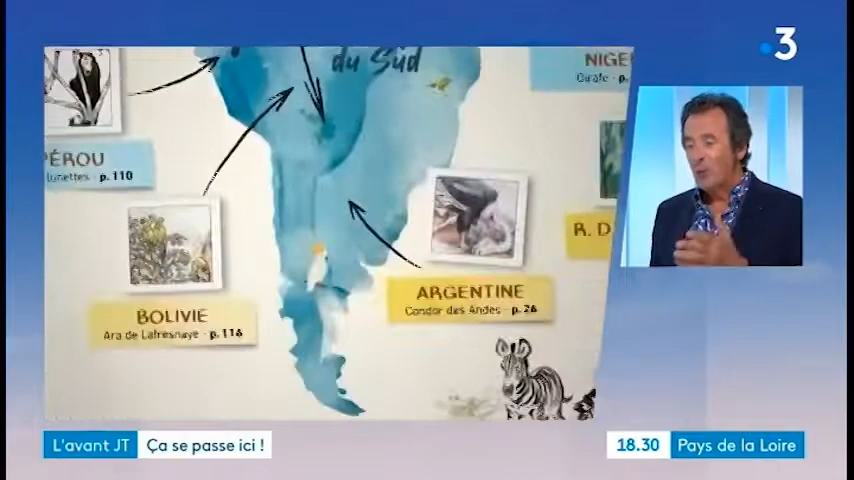 3
du Sud
NIGE
Girafe - p.
PÉROU
lunettes - p. 110
R. D
BOLIVIE
Ara de Lafresnaye - p. 116
ARGENTINE
Condor des Andes - p. 26
L'avant JT
Ça se passe ici !
18.30
Pays de la Loire